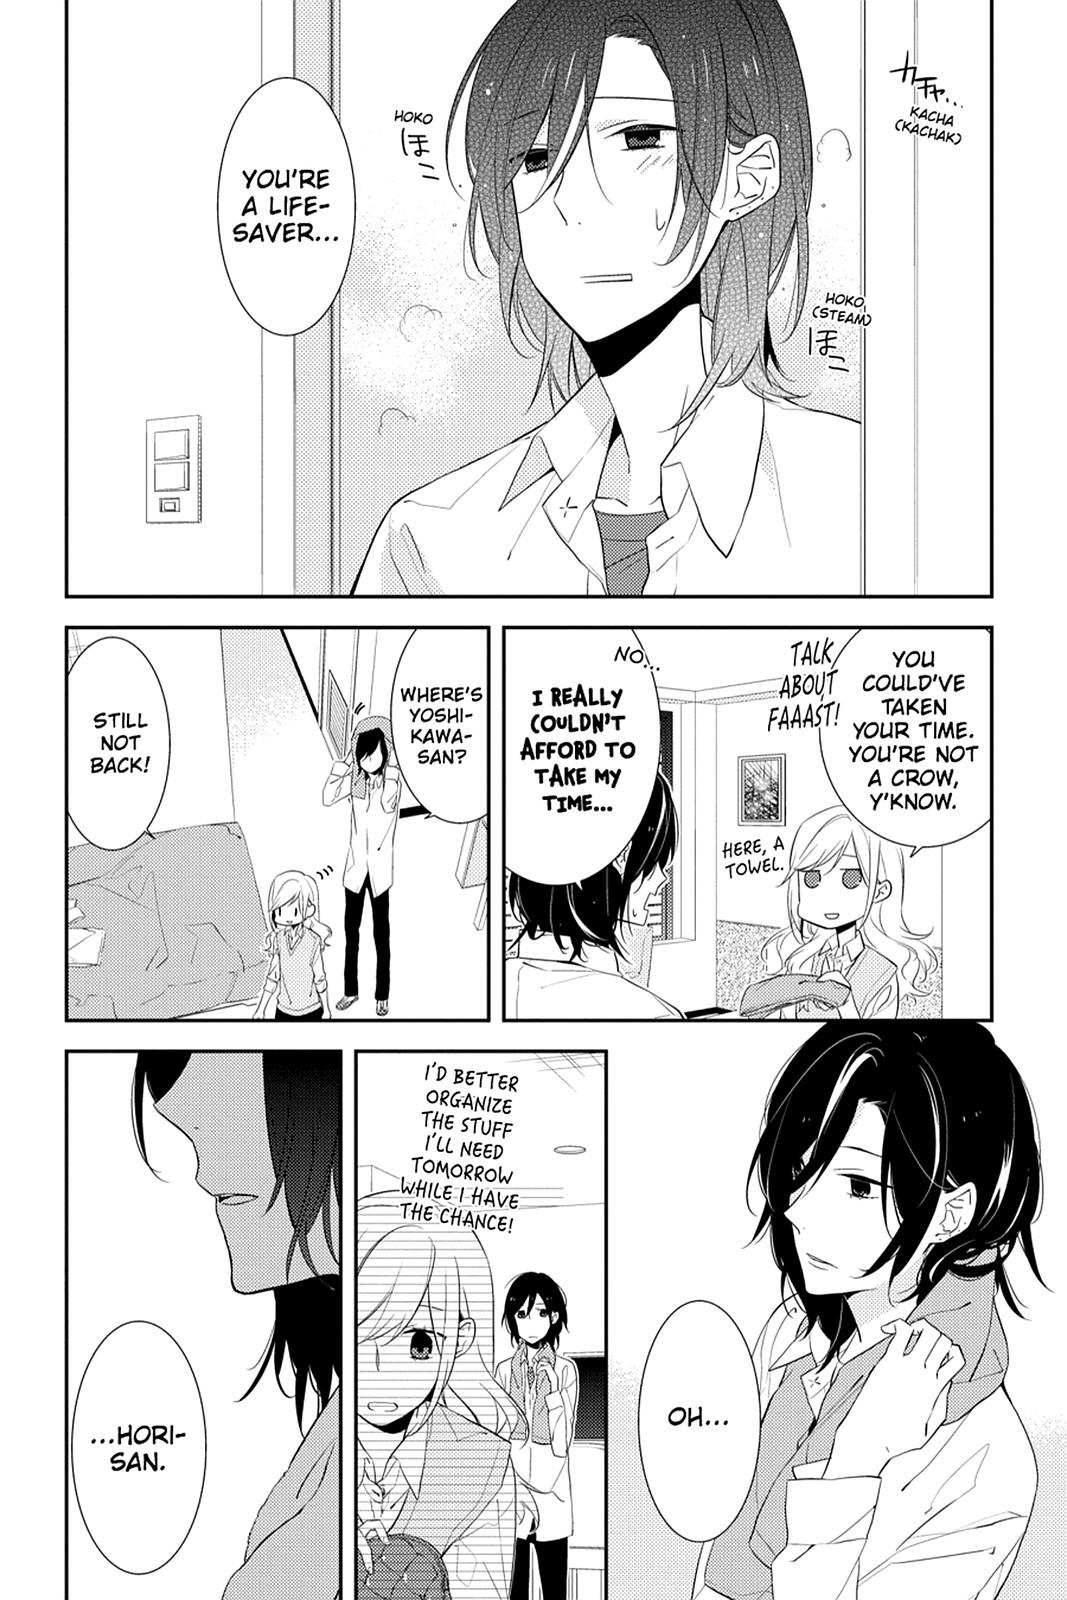 カチャ...
KACHA
(KACHAK)
HOKO
ほこ
YOU'RE
A LIFE-
SAVER...
HOKO
(STEAM)
ほこ
YOU
COULD'VE
TAKEN
YOUR TIME.
YOU'RE NOT
A CROW,
Y'KNOW.
TALK
ABOUT
FAAAST!
HERE, A
TOWEL.
NO...
I REALLY
COULDN'T
AFFORD TO
TAKE MY
TIME...
WHERE'S
YOSHI-
KAWA-
SAN?
STILL
NOT
BACK!
OH...
I'D BETTER
ORGANIZE
THE STUFF
I'LL NEED
TOMORROW
WHILE I HAVE
THE CHANCE!
...HORI-
SAN.